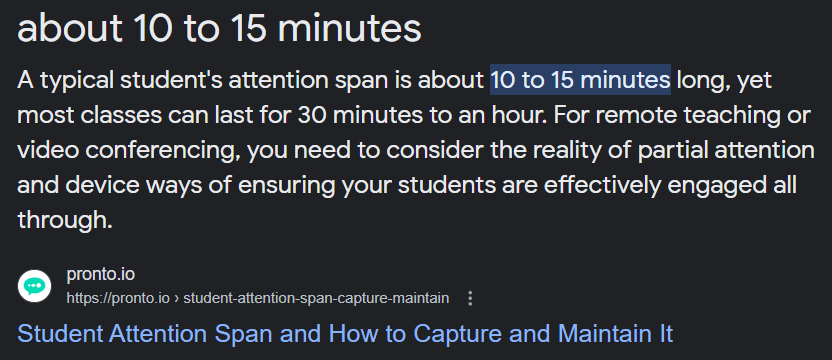 about 10 to 15 minutes
A typical student's attention span is about 10 to 15 minutes long, yet
most classes can last for 30 minutes to an hour. For remote teaching or
video conferencing, you need to consider the reality of partial attention
and device ways of ensuring your students are effectively engaged all
through.
pronto.io
https://pronto.io › student-attention-span-capture-maintain
Student Attention Span and How to Capture and Maintain It